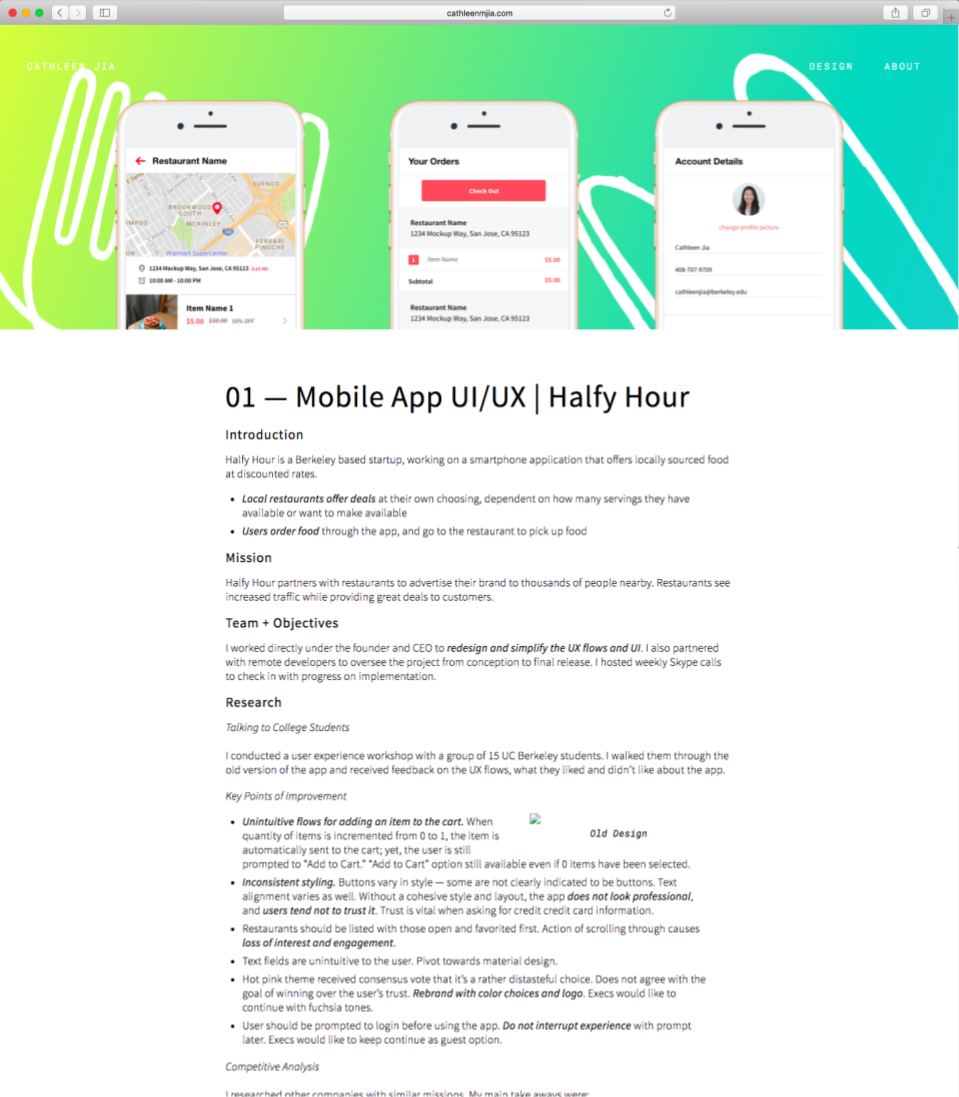 cathleenmjia.com
CATHLEEN JIA
DESIGN
ABOUT
Restaurant Name
SUENOS
BROOKWOOD
SOUTH
MCKINLEY
AMPUS
FERRARI
PINOCHE
UN
Walmart Supercenter
1234 Mockup Way, San Jose, CA 95123
10:00 AM - 10:00 PM
Item Name 1
$5.00 $10.00 50% OFF
Your Orders
Check Out
Restaurant Name
1234 Mockup Way, San Jose, CA 95123
1 Item Name $5.00
Subtotal $5.00
Restaurant Name
1234 Mockup Way, San Jose, CA 95123
Account Details
change profile picture
Cathleen Jia
408-707-9709
cathleenjia@berkeley.edu
01 — Mobile App UI/UX | Halfy Hour
Introduction
Halfy Hour is a Berkeley based startup, working on a smartphone application that offers locally sourced food
at discounted rates.
• Local restaurants offer deals at their own choosing, dependent on how many servings they have
available or want to make available
• Users order food through the app, and go to the restaurant to pick up food
Mission
Halfy Hour partners with restaurants to advertise their brand to thousands of people nearby. Restaurants see
increased traffic while providing great deals to customers.
Team + Objectives
I worked directly under the founder and CEO to redesign and simplify the UX flows and UI. I also partnered
with remote developers to oversee the project from conception to final release. I hosted weekly Skype calls
to check in with progress on implementation.
Research
Talking to College Students
I conducted a user experience workshop with a group of 15 UC Berkeley students. I walked them through the
old version of the app and received feedback on the UX flows, what they liked and didn't like about the app.
Key Points of Improvement
• Unintuitive flows for adding an item to the cart. When
quantity of items is incremented from 0 to 1, the item is
automatically sent to the cart; yet, the user is still
prompted to "Add to Cart." "Add to Cart" option still available even if 0 items have been selected.
Old Design
• Inconsistent styling. Buttons vary in style — some are not clearly indicated to be buttons. Text
alignment varies as well. Without a cohesive style and layout, the app does not look professional,
and users tend not to trust it. Trust is vital when asking for credit credit card information.
• Restaurants should be listed with those open and favorited first. Action of scrolling through causes
loss of interest and engagement.
• Text fields are unintuitive to the user. Pivot towards material design.
• Hot pink theme received consensus vote that it's a rather distasteful choice. Does not agree with the
goal of winning over the user's trust. Rebrand with color choices and logo. Execs would like to
continue with fuchsia tones.
• User should be prompted to login before using the app. Do not interrupt experience with prompt
later. Execs would like to keep continue as guest option.
Competitive Analysis
I researched other companies with similar missions. My main take aways were: